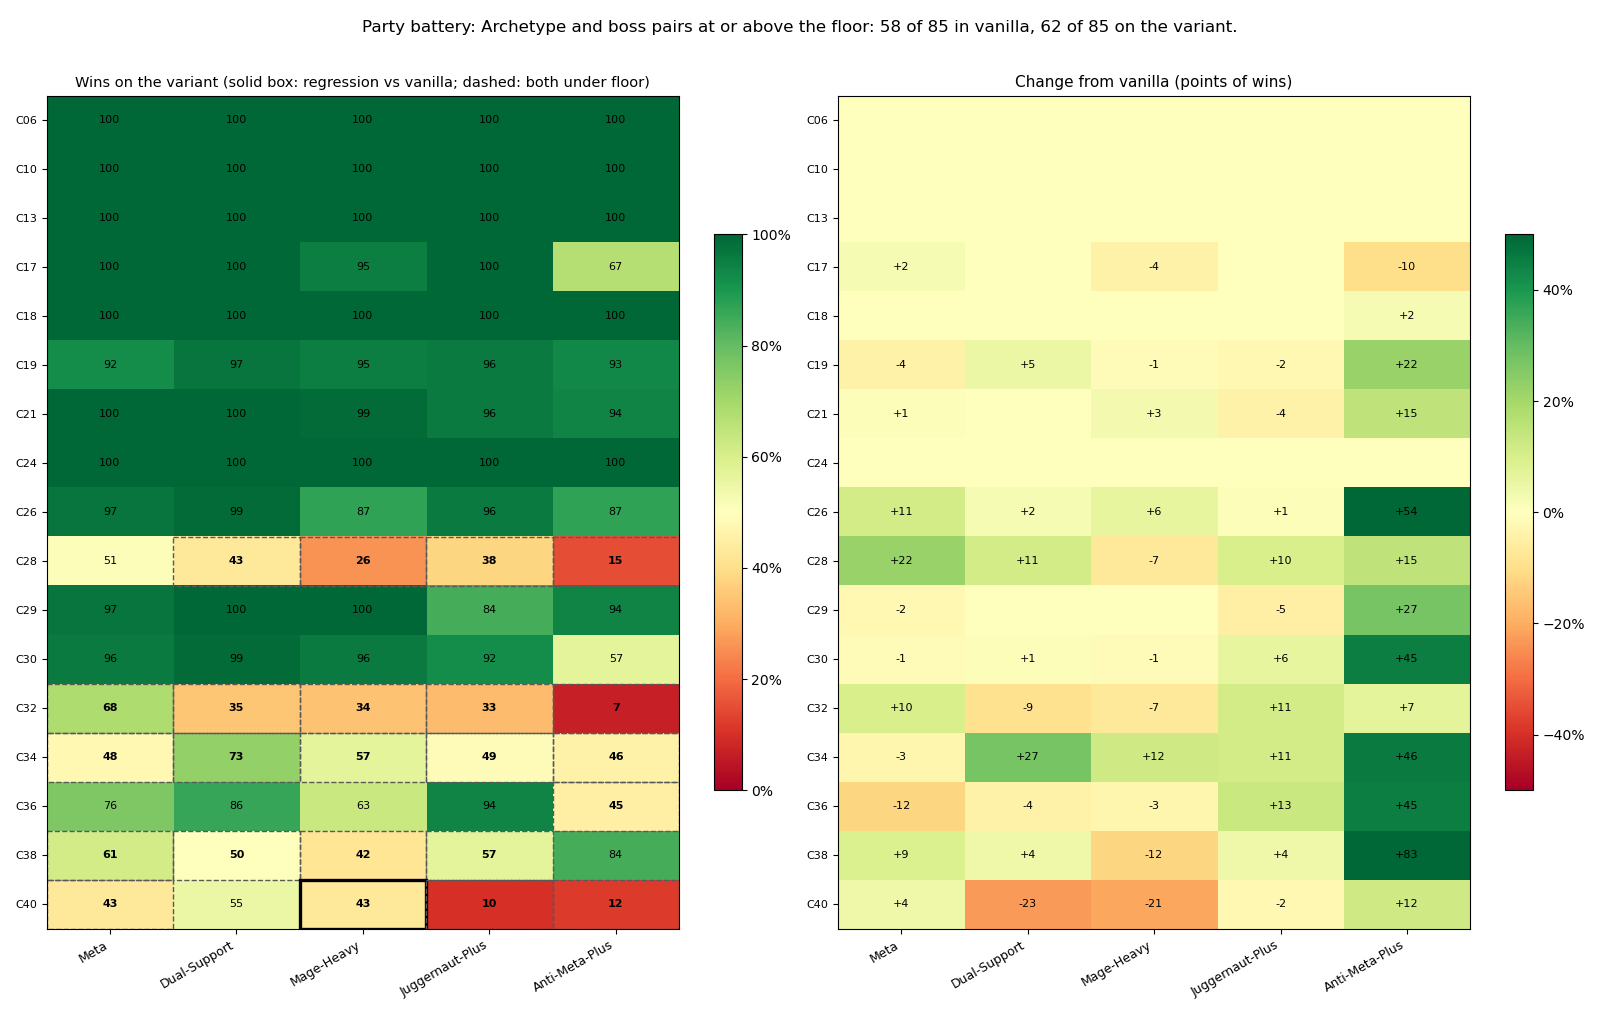 Party battery: Archetype and boss pairs at or above the floor: 58 of 85 in vanilla, 62 of 85 on the variant.
Wins on the variant (solid box: regression vs vanilla; dashed: both under floor)
C06 100 100 100 100 100
C10 100 100 100 100 100
C13 100 100 100 100 100
C17 100 100 95 100 67
C18 100 100 100 100 100
C19 92 97 95 96 93
C21 100 100 99 96 94
C24 100 100 100 100 100
C26 97 99 87 96 87
C28 51 43 26 38 15
C29 97 100 100 84 94
C30 96 99 96 92 57
C32 68 35 34 33 7
C34 48 73 57 49 46
C36 76 86 63 94 45
C38 61 50 42 57 84
C40 43 55 43 10 12
Meta Dual-Support Mage-Heavy Juggernaut-Plus Anti-Meta-Plus
100%
80%
60%
40%
20%
0%
Change from vanilla (points of wins)
C06
C10
C13
C17 +2 -4 -10
C18 +2
C19 -4 +5 -1 -2 +22
C21 +1 +3 -4 +15
C24
C26 +11 +2 +6 +1 +54
C28 +22 +11 -7 +10 +15
C29 -2 -5 +27
C30 -1 +1 -1 +6 +45
C32 +10 -9 -7 +11 +7
C34 -3 +27 +12 +11 +46
C36 -12 -4 -3 +13 +45
C38 +9 +4 -12 +4 +83
C40 +4 -23 -21 -2 +12
Meta Dual-Support Mage-Heavy Juggernaut-Plus Anti-Meta-Plus
40%
20%
0%
−20%
−40%